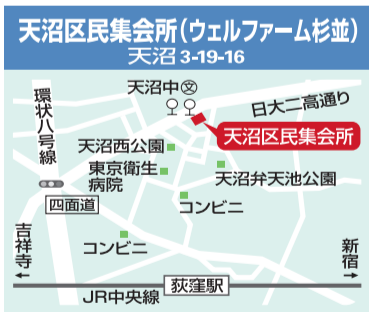 天沼区民集会所（ウェルファーム杉並）
天沼 3-19-16
天沼中 文
日大二高通り
環状八号線
天沼区民集会所
天沼西公園
東京衛生
病院
天沼弁天池公園
四面道
コンビニ
コンビニ
吉祥寺
新宿
荻窪駅
JR中央線